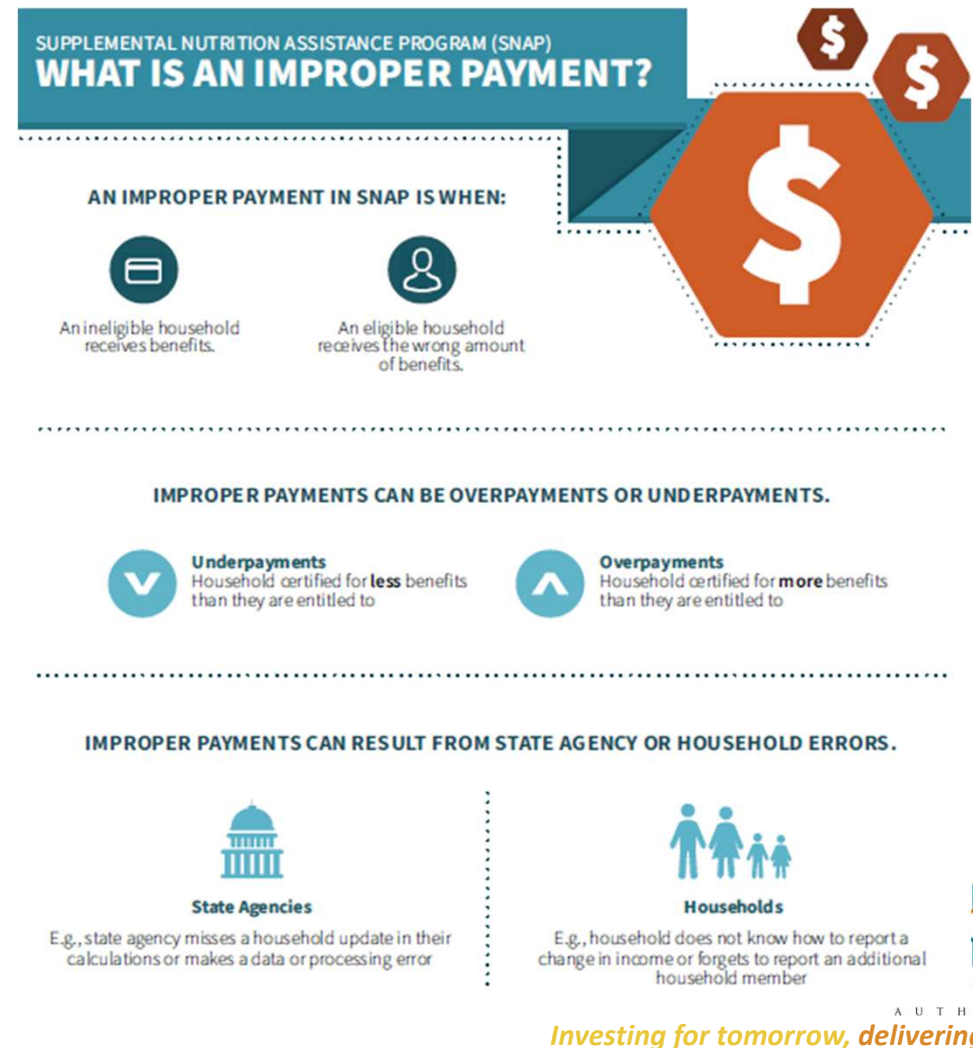 SUPPLEMENTAL NUTRITION ASSISTANCE PROGRAM (SNAP)
WHAT IS AN IMPROPER PAYMENT?
$
$
$
AN IMPROPER PAYMENT IN SNAP IS WHEN:
An ineligible household
receives benefits.
An eligible household
receives the wrong amount
of benefits.
IMPROPER PAYMENTS CAN BE OVERPAYMENTS OR UNDERPAYMENTS.
Underpayments
Household certified for less benefits
than they are entitled to
Overpayments
Household certified for more benefits
than they are entitled to
IMPROPER PAYMENTS CAN RESULT FROM STATE AGENCY OR HOUSEHOLD ERRORS.
State Agencies
E.g., state agency misses a household update in their
calculations or makes a data or processing error
Households
E.g., household does not know how to report a
change in income or forgets to report an additional
household member
A U T H
Investing for tomorrow, delivering